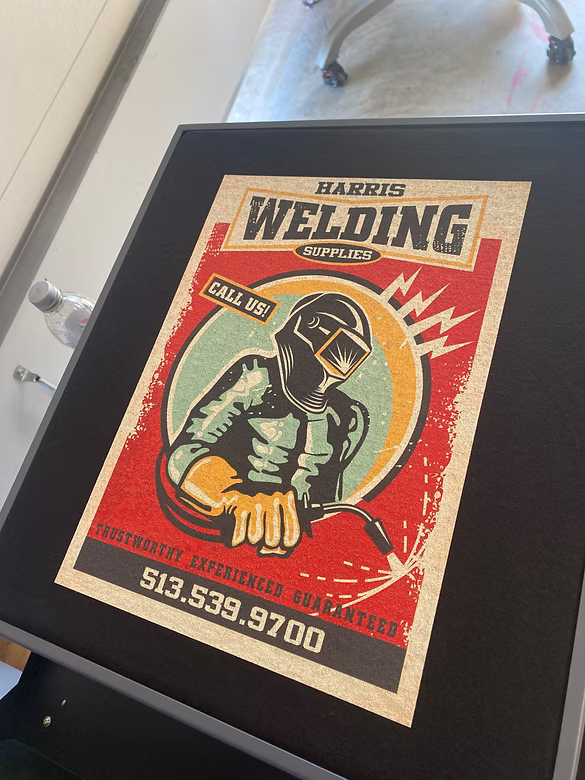 HARRIS
WELDING
SUPPLIES
CALL US!
TRUSTWORTHY EXPERIENCED GUARANTEED
513.539.9700